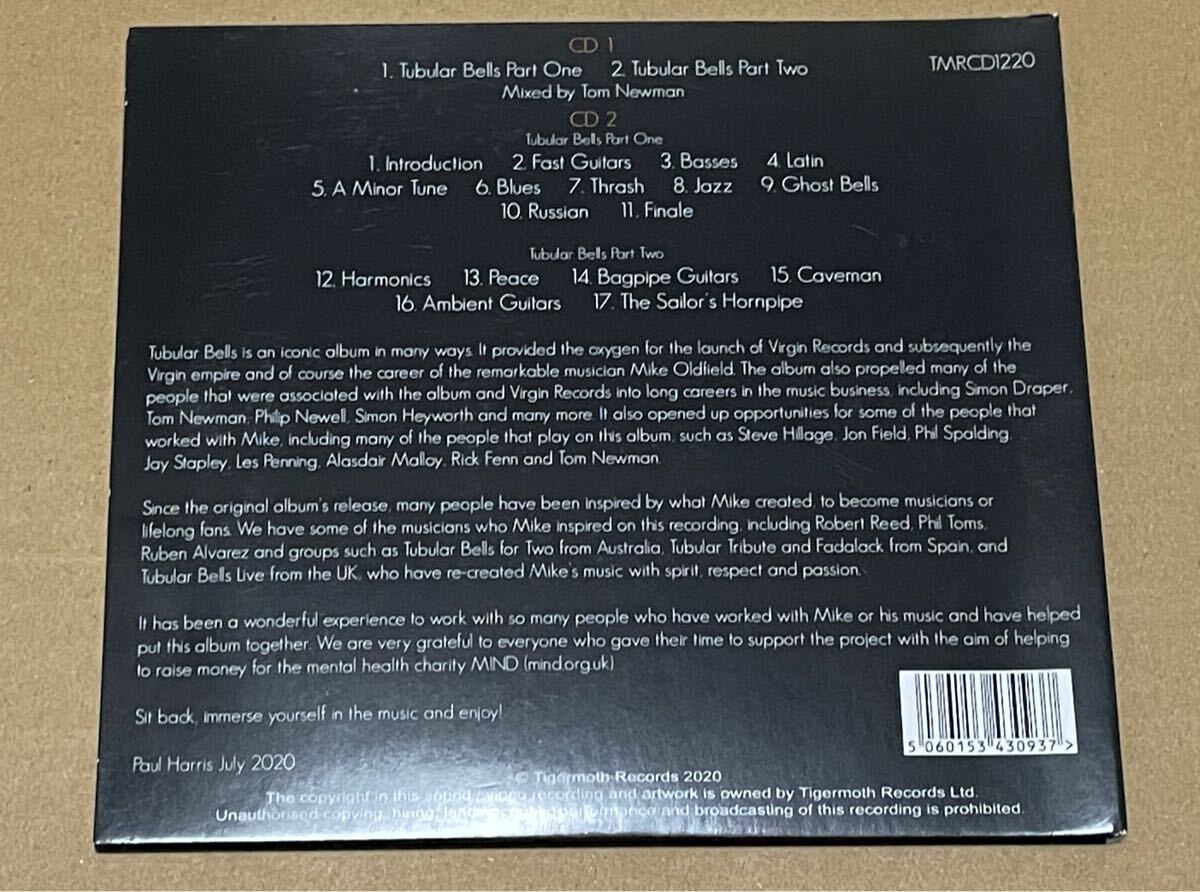 CD 1
1. Tubular Bells Part One 2. Tubular Bells Part Two
TMRCD1220
Mixed by Tom Newman
CD 2
Tubular Bells Part One
1. Introduction 2. Fast Guitars 3. Basses 4. Latin
5. A Minor Tune 6. Blues 7. Thrash 8. Jazz 9. Ghost Bells
10. Russian 11. Finale
Tubular Bells Part Two
12. Harmonics 13. Peace 14. Bagpipe Guitars 15. Caveman
16. Ambient Guitars 17. The Sailor's Hornpipe
Tubular Bells is an iconic album in many ways. It provided the oxygen for the launch of Virgin Records and subsequently the
Virgin empire and of course the career of the remarkable musician Mike Oldfield. The album also propelled many of the
people that were associated with the album and Virgin Records into long careers in the music business, including Simon Draper,
Tom Newman, Philip Newell, Simon Heyworth and many more. It also opened up opportunities for some of the people that
worked with Mike, including many of the people that play on this album, such as Steve Hillage, Jon Field, Phil Spalding,
Jay Stapley, Les Penning, Alasdair Malloy, Rick Fenn and Tom Newman.
Since the original album's release, many people have been inspired by what Mike created, to become musicians or
lifelong fans. We have some of the musicians who Mike inspired on this recording, including Robert Reed, Phil Toms,
Ruben Alvarez and groups such as Tubular Bells for Two from Australia, Tubular Tribute and Fadalack from Spain, and
Tubular Bells Live from the UK, who have re-created Mike's music with spirit, respect and passion.
It has been a wonderful experience to work with so many people who have worked with Mike or his music and have helped
put this album together. We are very grateful to everyone who gave their time to support the project with the aim of helping
to raise money for the mental health charity MIND (mind.org.uk)
Sit back, immerse yourself in the music and enjoy!
5 060153 430937 >
Paul Harris July 2020
© Tigermoth Records 2020
The copyright in this sound / video recording and artwork is owned by Tigermoth Records Ltd.
Unauthorised copying, hiring, lending, public performance and broadcasting of this recording is prohibited.